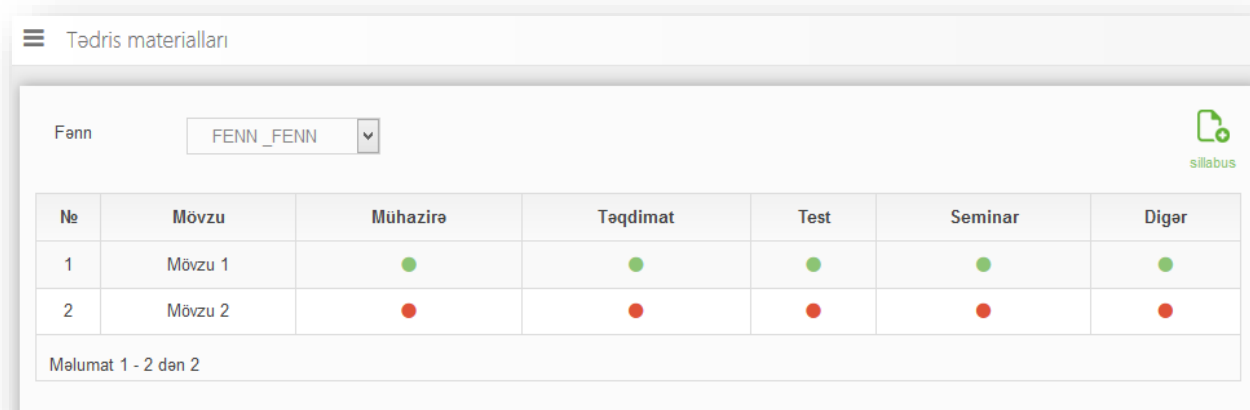 Tədris materialları
Fənn FENN _FENN
sillabus
№ Mövzu Mühazirə Təqdimat Test Seminar Digər
1 Mövzu 1
2 Mövzu 2
Məlumat 1 - 2 dən 2